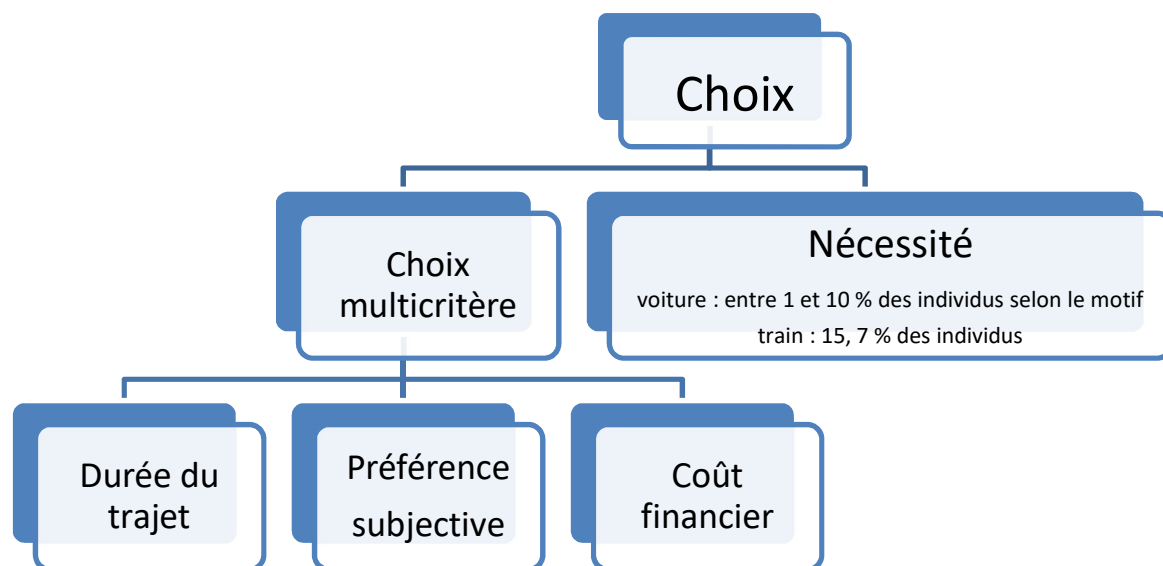 Choix
Choix
multicritère
Nécessité
voiture : entre 1 et 10 % des individus selon le motif
train : 15, 7 % des individus
Durée du
trajet
Préférence
subjective
Coût
financier